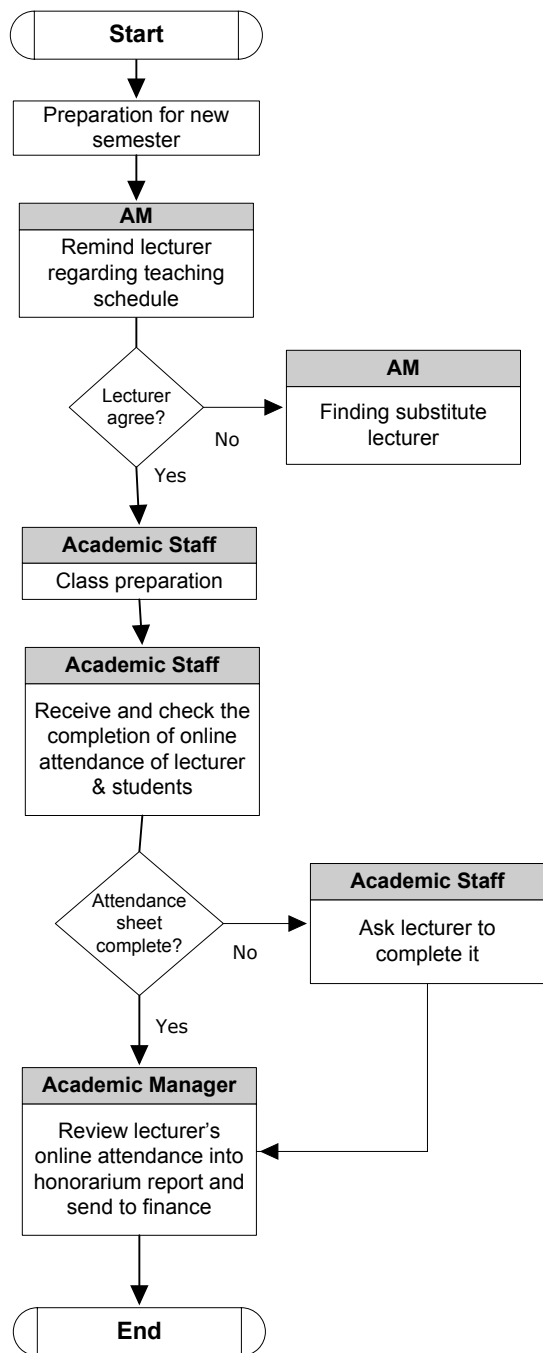 Start
Preparation for new
semester
AM
Remind lecturer
regarding teaching
schedule
Lecturer
agree?
No
AM
Finding substitute
lecturer
Yes
Academic Staff
Class preparation
Academic Staff
Receive and check the
completion of online
attendance of lecturer
& students
Attendance
sheet
complete?
No
Academic Staff
Ask lecturer to
complete it
Yes
Academic Manager
Review lecturer’s
online attendance into
honorarium report and
send to finance
End